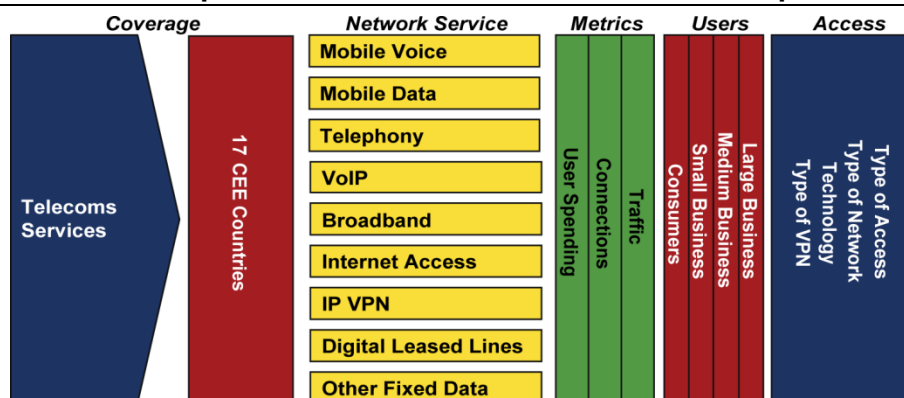 Coverage
Network Service
Metrics
Users
Access
Telecoms
Services
17 CEE Countries
Mobile Voice
Mobile Data
Telephony
VoIP
Broadband
Internet Access
IP VPN
Digital Leased Lines
Other Fixed Data
User Spending
Connections
Traffic
Consumers
Small Business
Medium Business
Large Business
Type of Access
Type of Network
Technology
Type of VPN